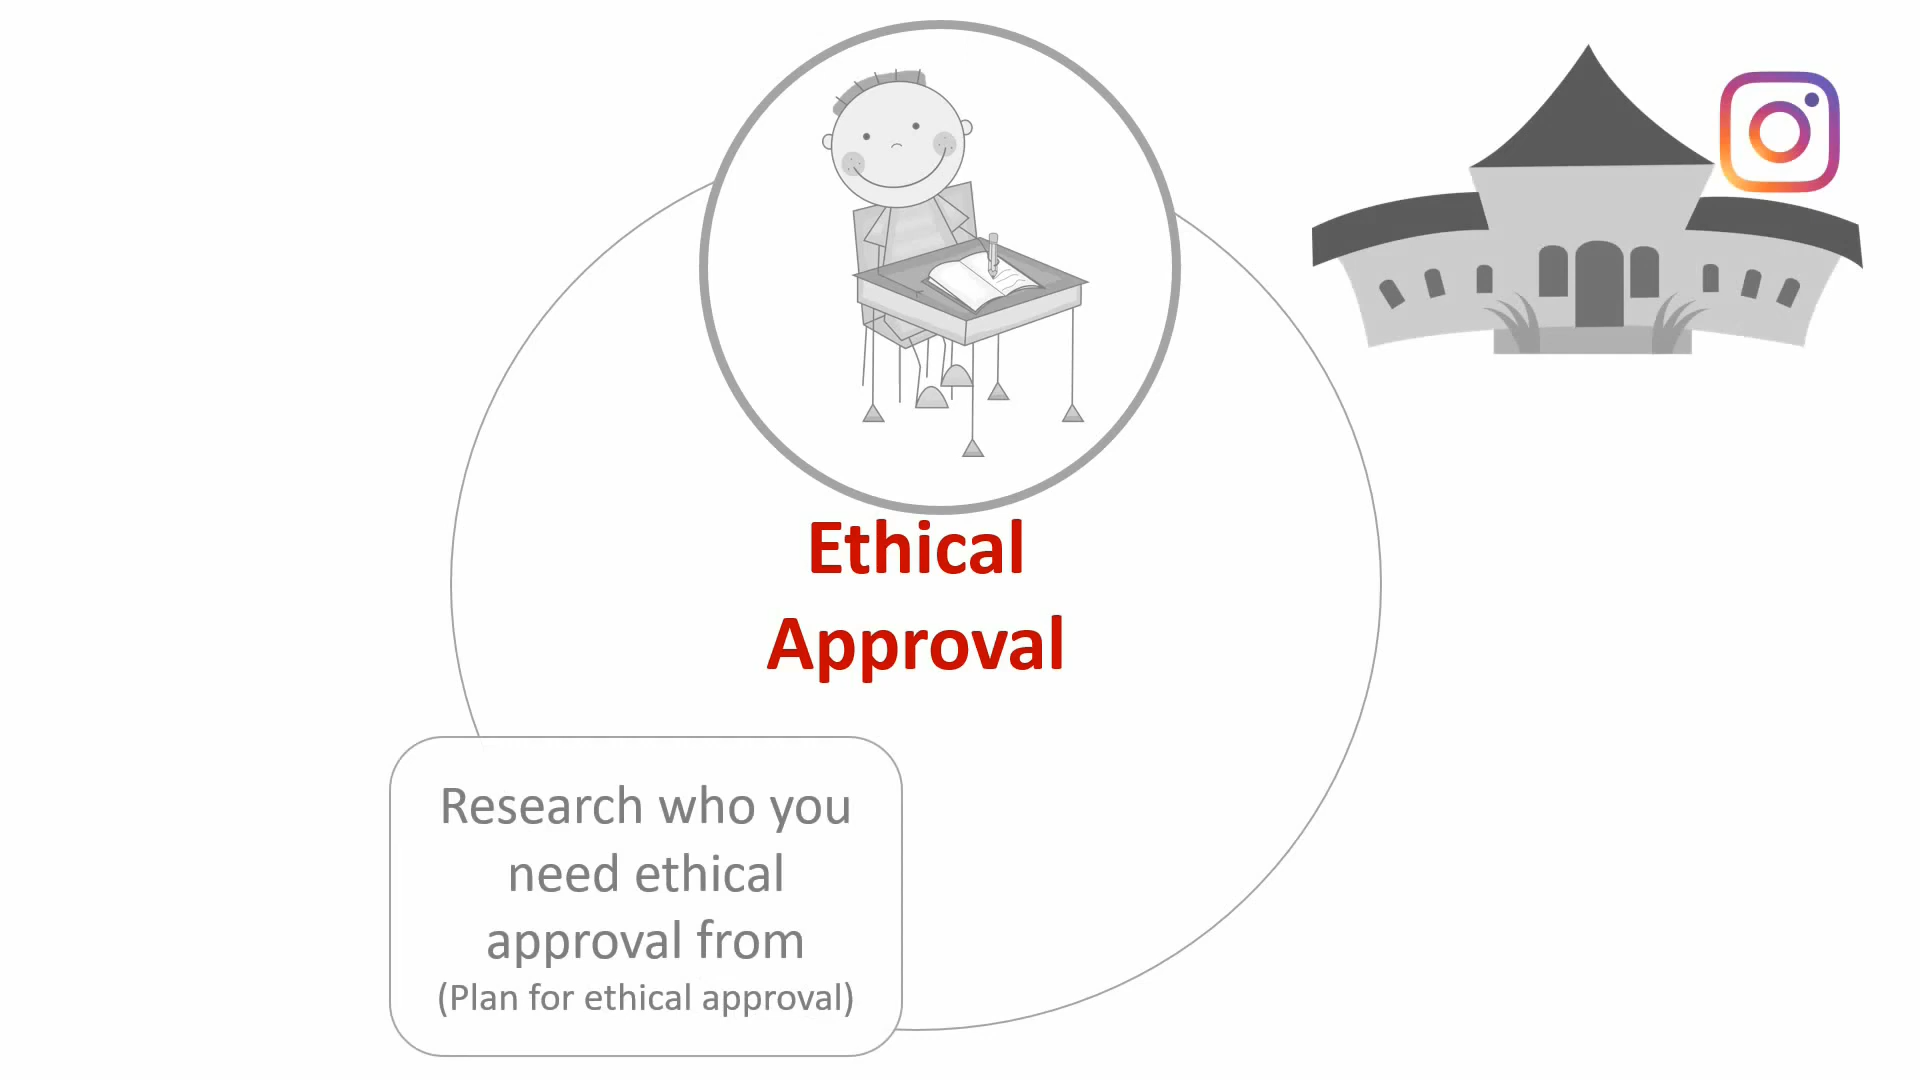 Ethical
Approval
Research who you
need ethical
approval from
(Plan for ethical approval)